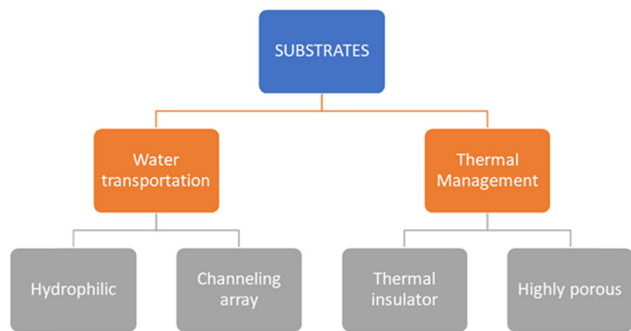 SUBSTRATES
Water
transportation
Thermal
Management
Hydrophilic
Channeling
array
Thermal
insulator
Highly porous